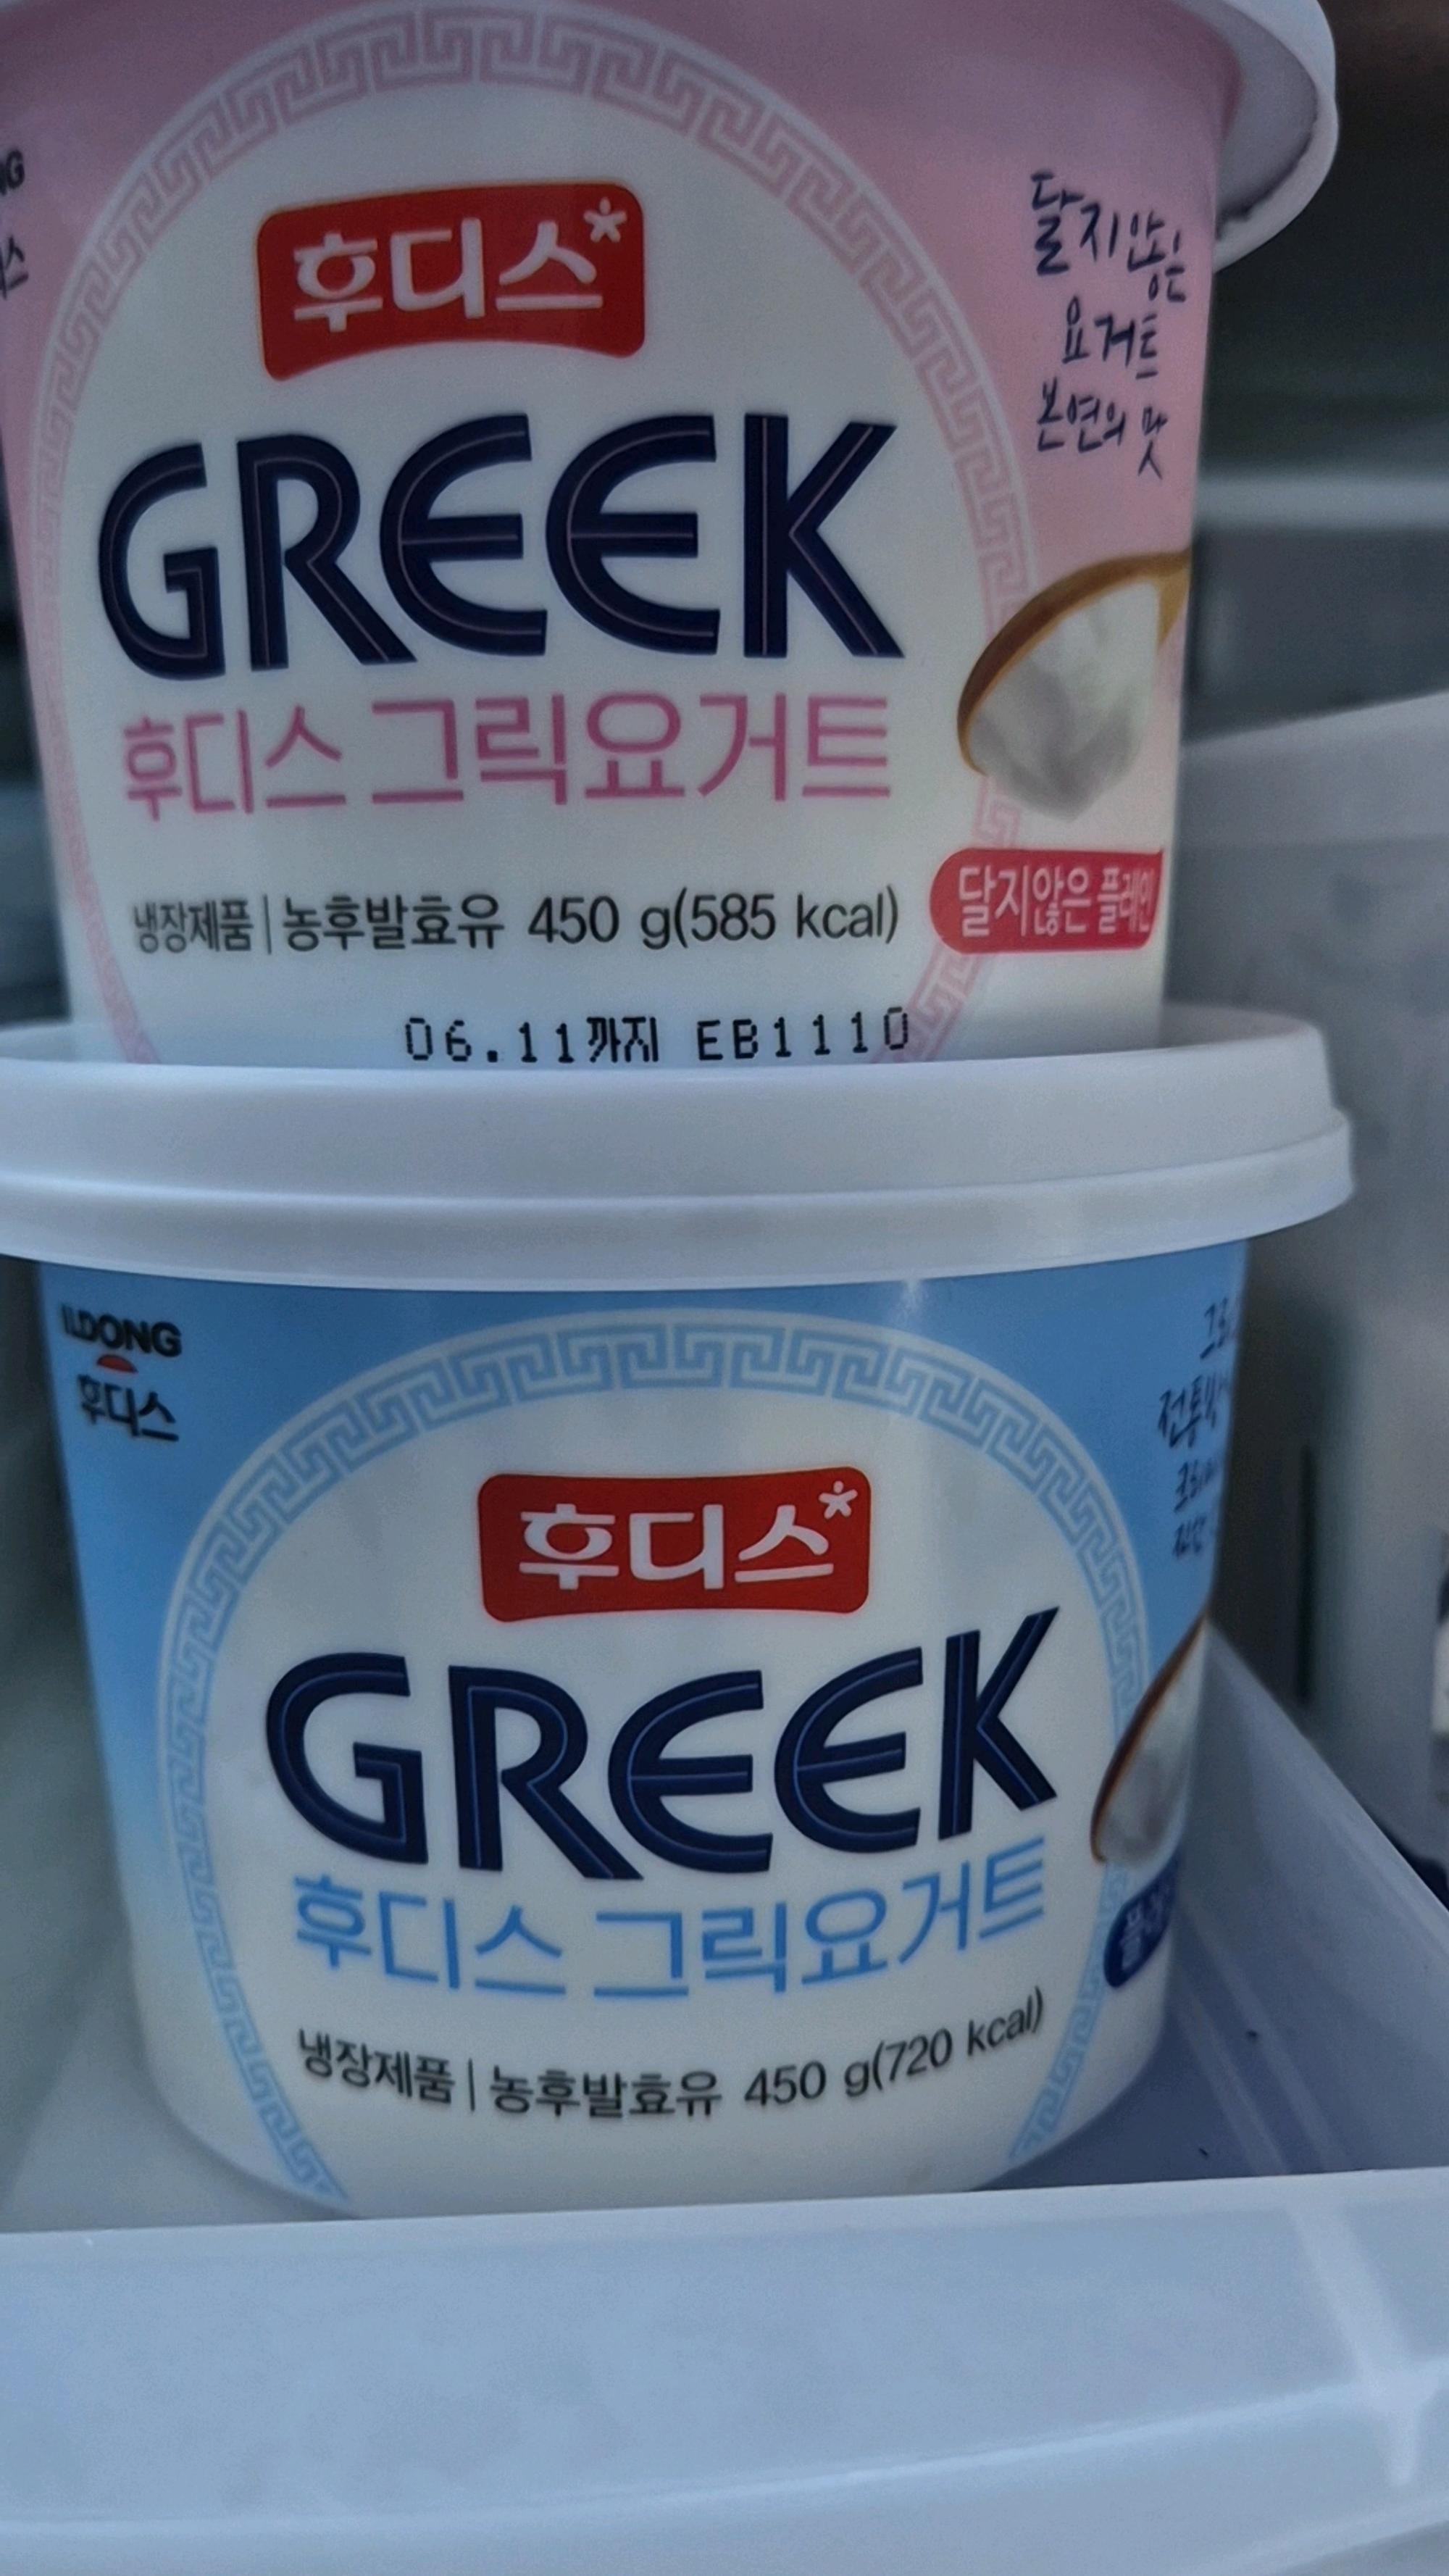 후디스
GREEK
후디스 그릭요거트
냉장제품 | 농후발효유 450 g(585 kcal)
06.11까지 EB1110
달지않은
요거트
본연의 맛
달지않은 플레인
ILDONG
후디스
후디스
GREEK
후디스 그릭요거트
냉장제품 | 농후발효유 450 g(720 kcal)